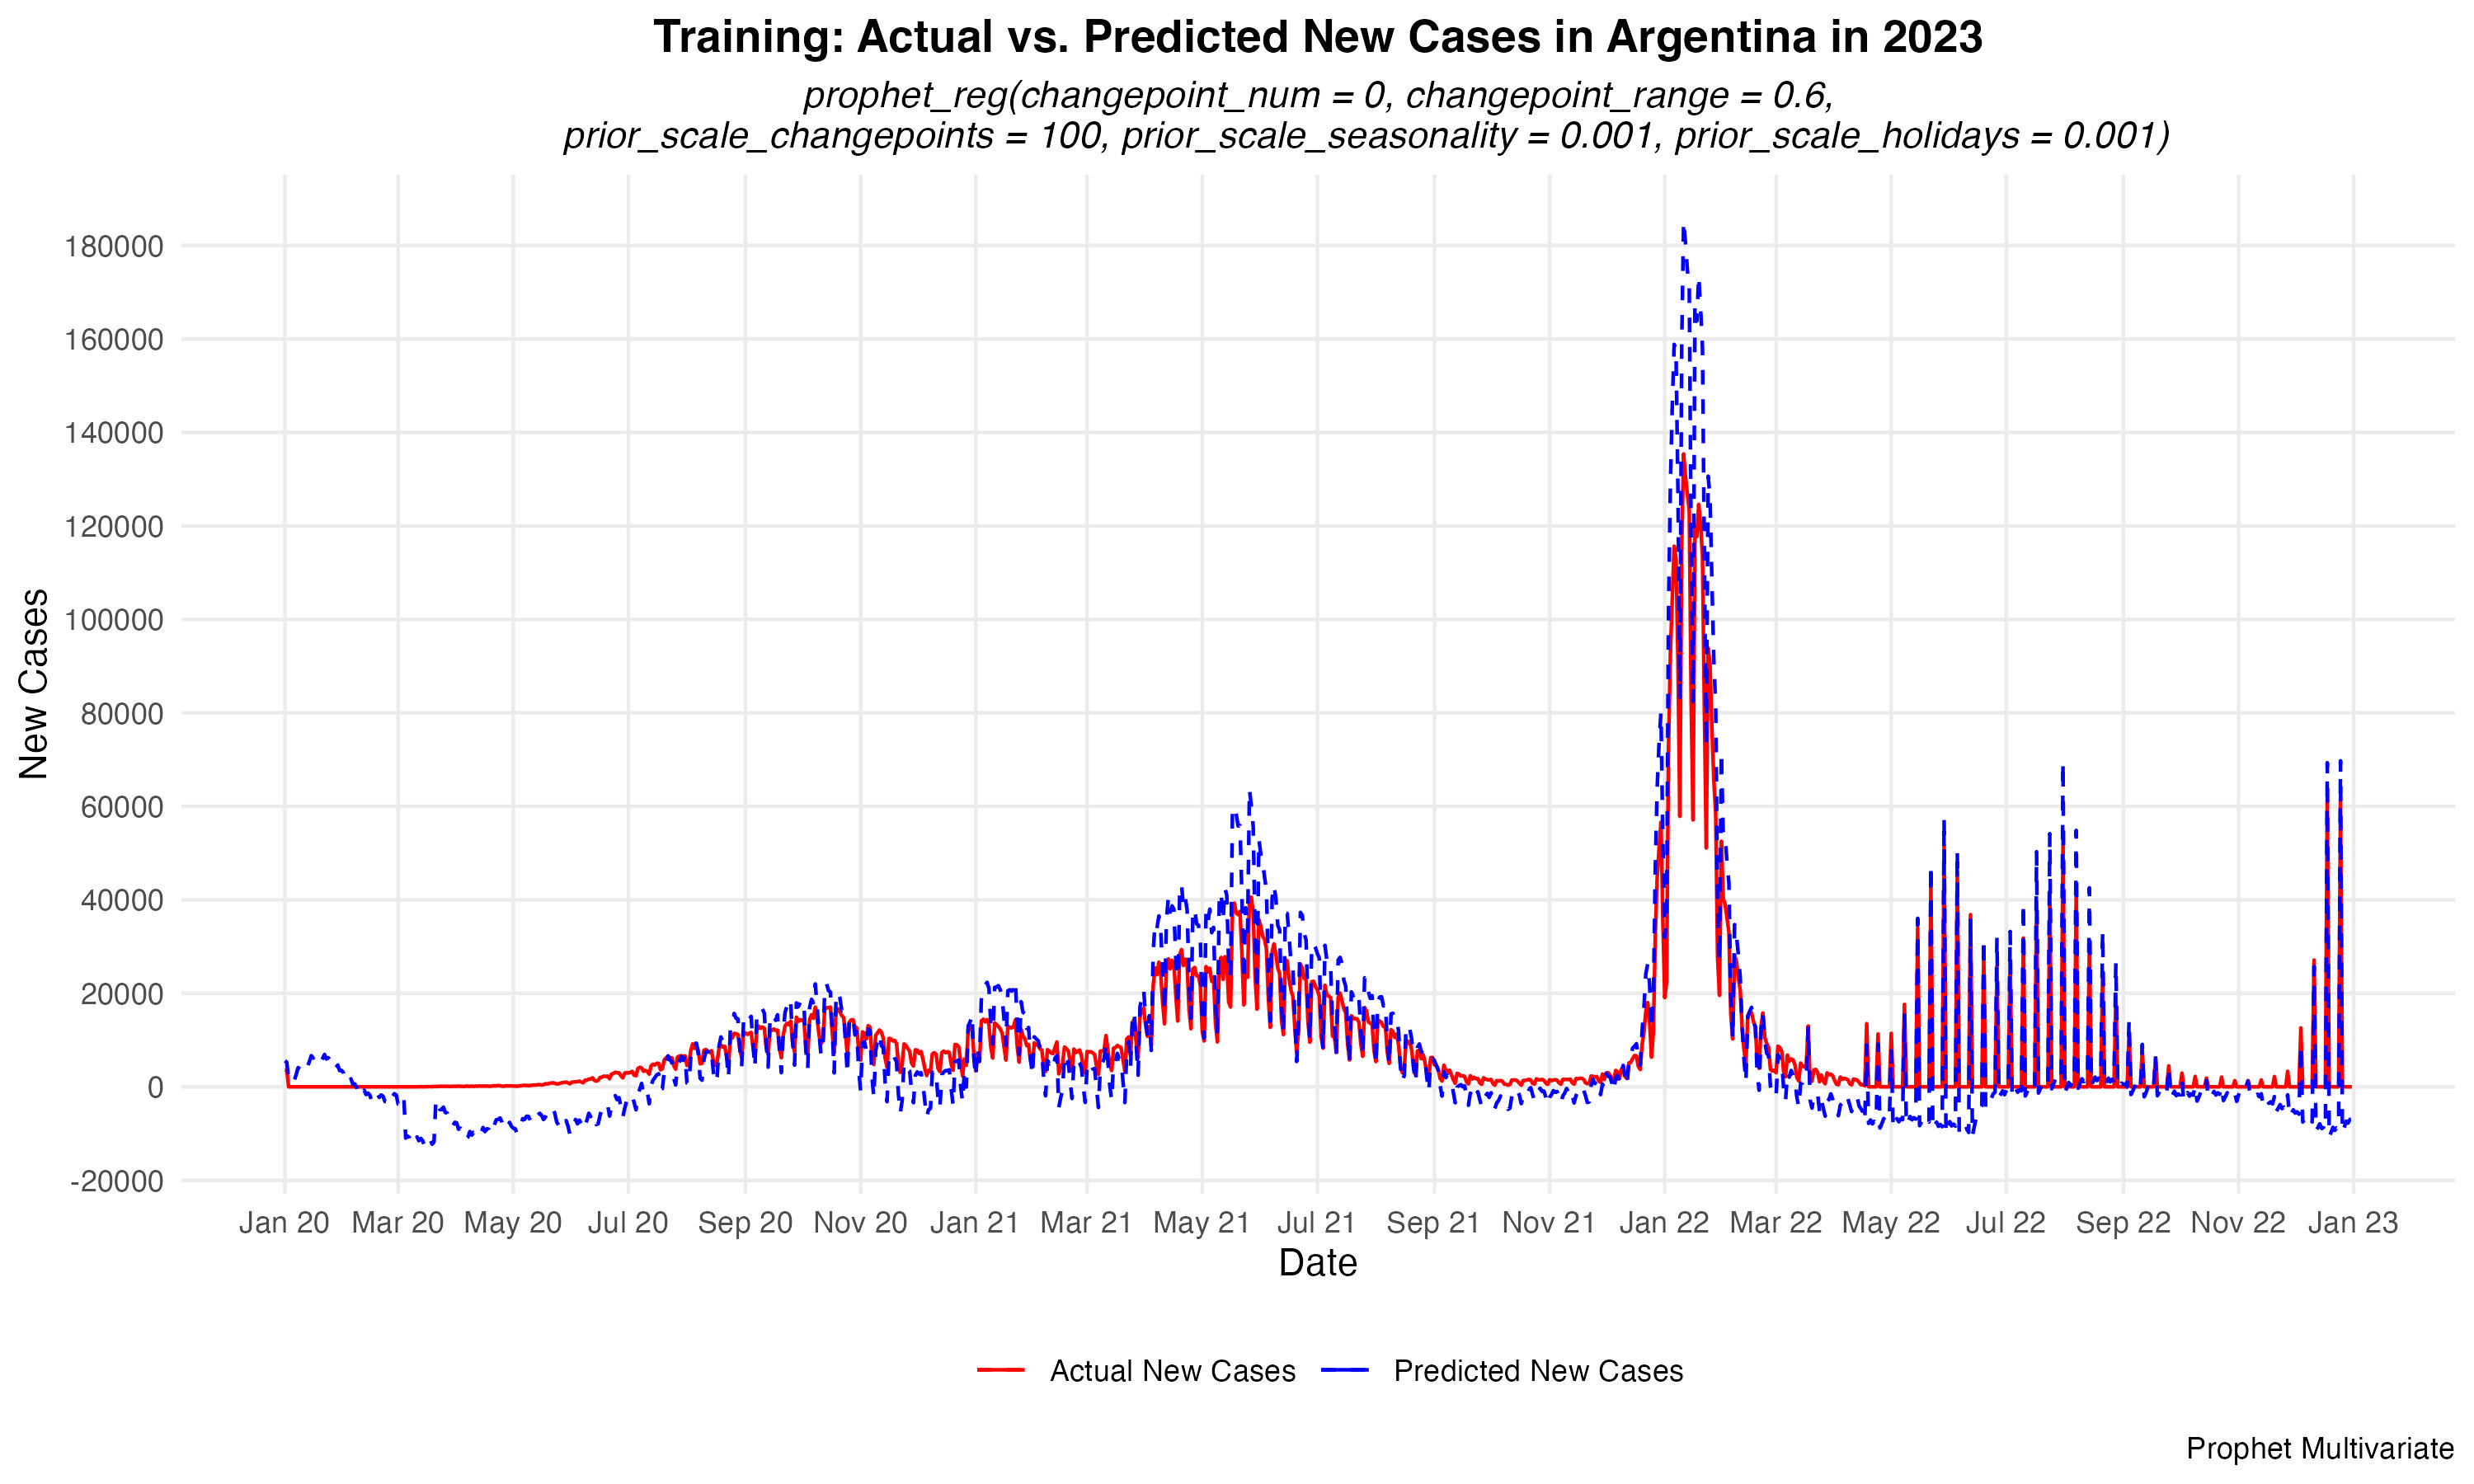 Training: Actual vs. Predicted New Cases in Argentina in 2023
prophet_reg(changepoint_num = 0, changepoint_range = 0.6,
prior_scale_changepoints = 100, prior_scale_seasonality = 0.001, prior_scale_holidays = 0.001)
New Cases
180000
160000
140000
120000
100000
80000
60000
40000
20000
0
-20000
Jan 20 Mar 20 May 20 Jul 20 Sep 20 Nov 20 Jan 21 Mar 21 May 21 Jul 21 Sep 21 Nov 21 Jan 22 Mar 22 May 22 Jul 22 Sep 22 Nov 22 Jan 23
Date
Actual New Cases Predicted New Cases
Prophet Multivariate